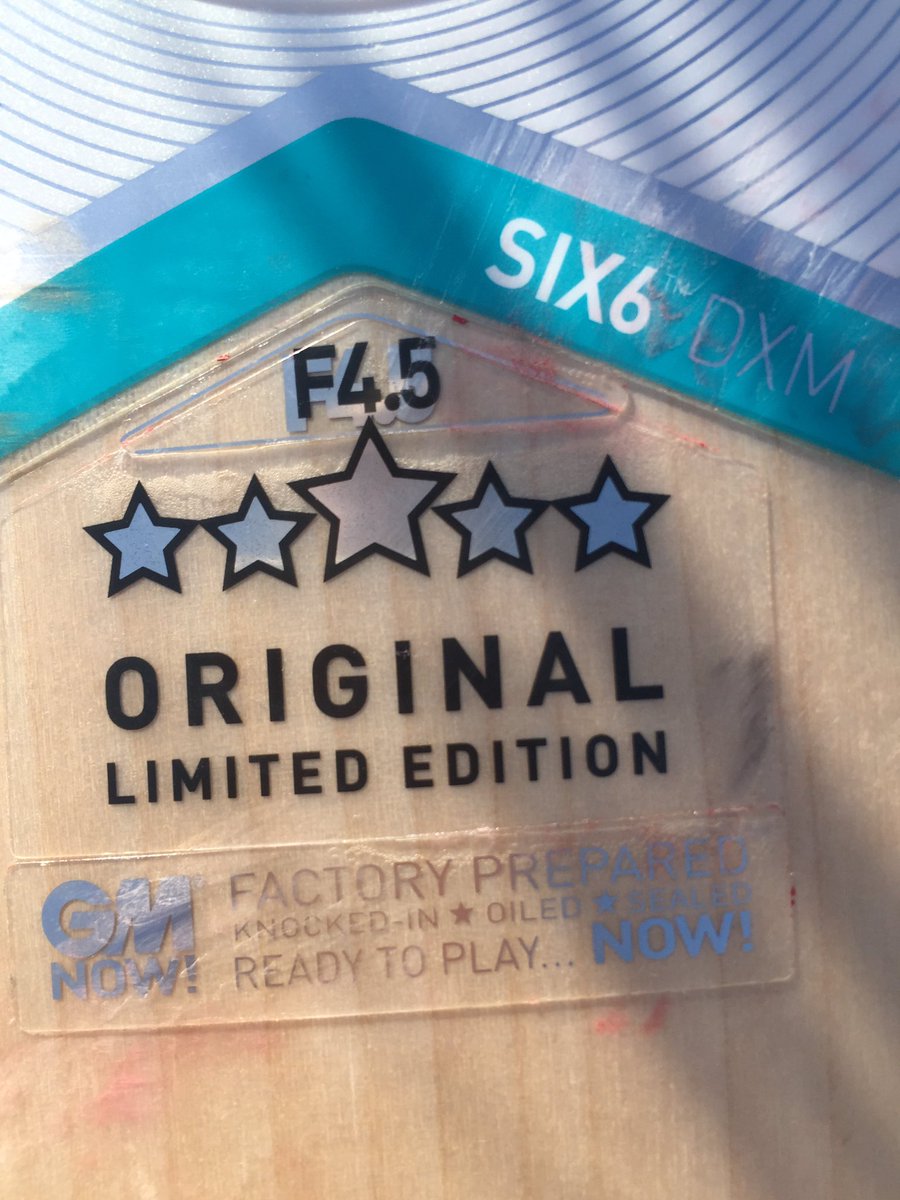 SIX6 DXM
F4.5
ORIGINAL
LIMITED EDITION
GM
NOW!
FACTORY PREPARED
KNOCKED-IN ★ OILED ★ SEALED
READY TO PLAY... NOW!